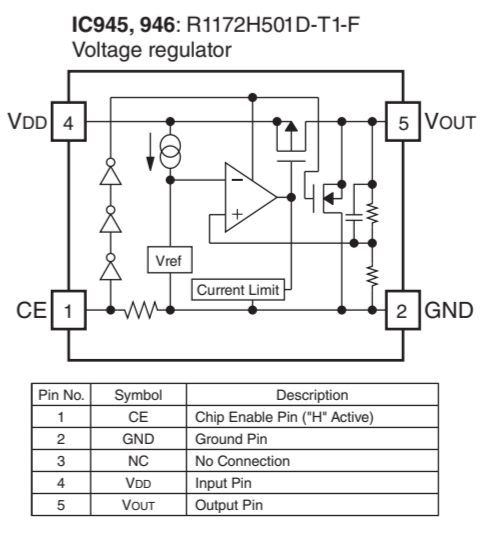 IC945, 946: R1172H501D-T1-F
Voltage regulator
VDD 4 5 VOUT
− 
+
Vref
Current Limit
CE 1 2 GND
Pin No. Symbol Description
1 CE Chip Enable Pin ("H" Active)
2 GND Ground Pin
3 NC No Connection
4 VDD Input Pin
5 VOUT Output Pin